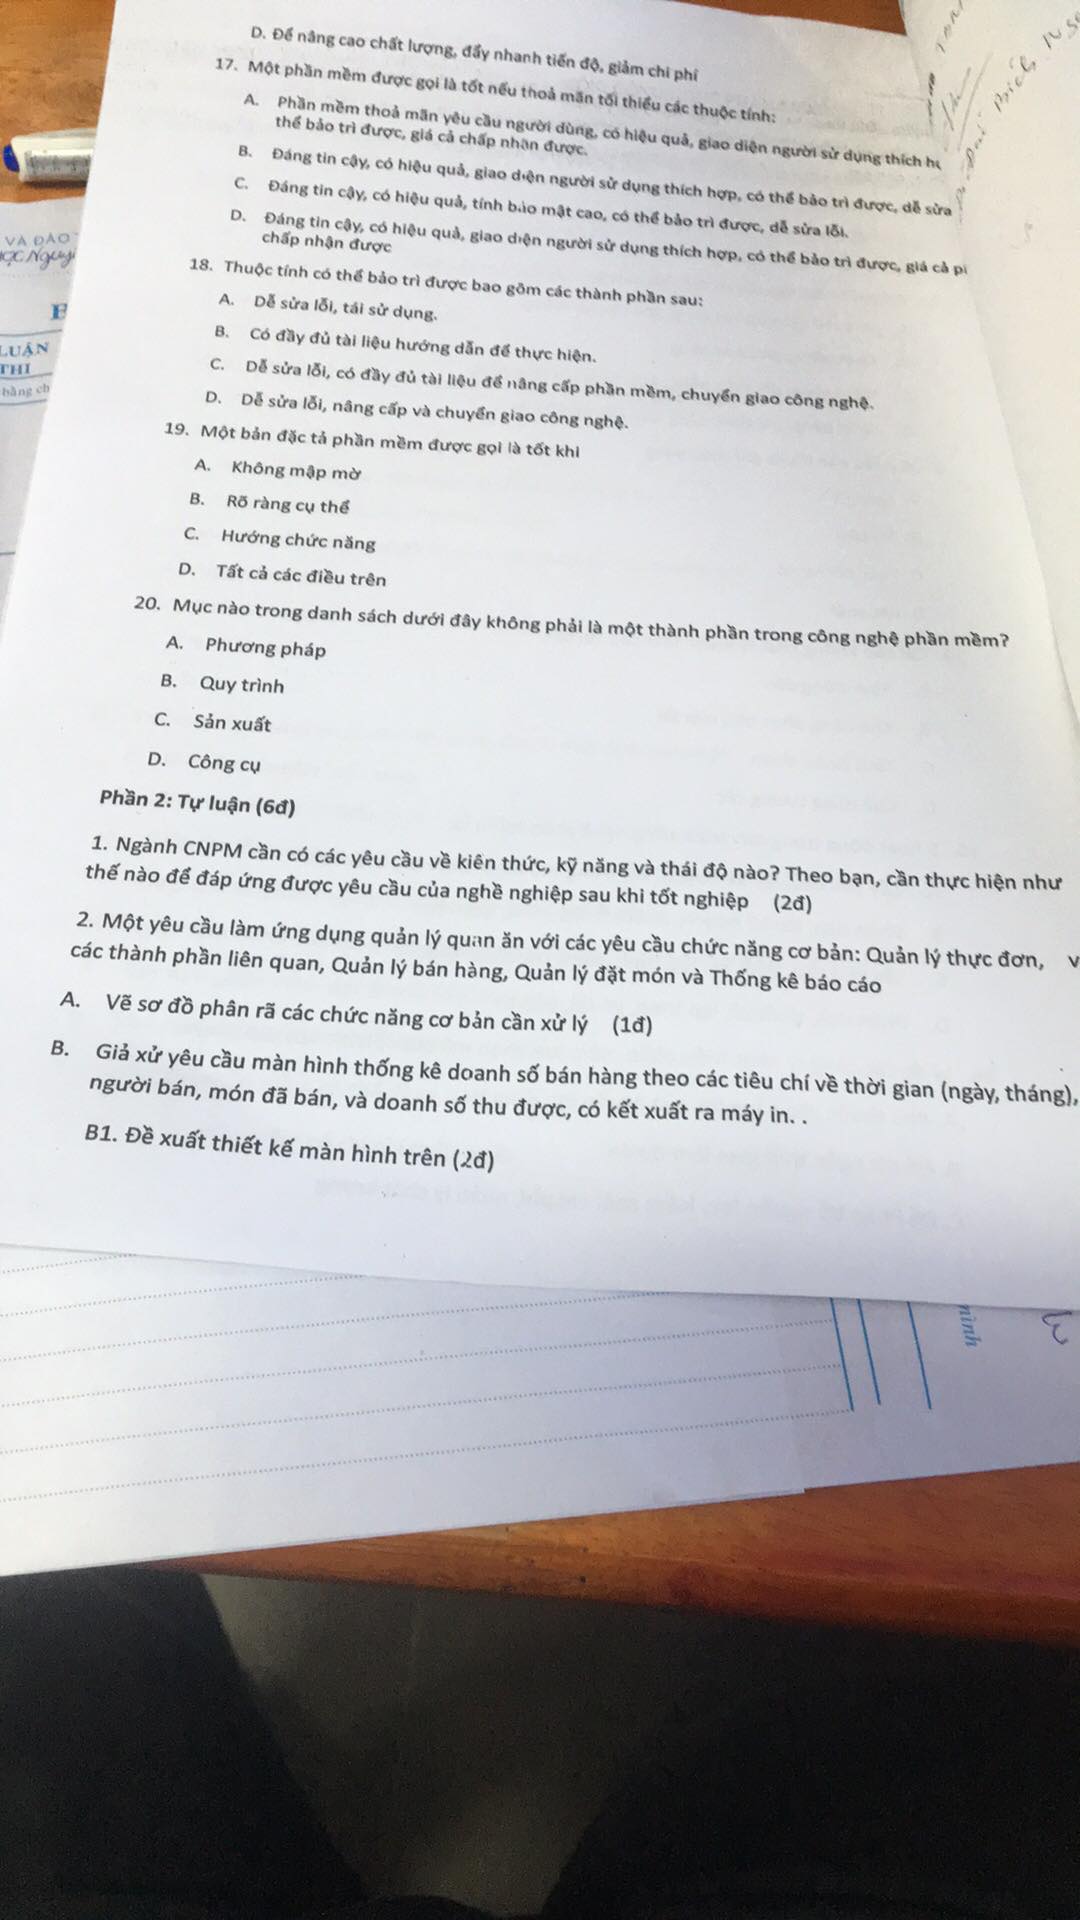 D. Để nâng cao chất lượng, đẩy nhanh tiến độ, giảm chi phí
17. Một phần mềm được gọi là tốt nếu thoả mãn tối thiểu các thuộc tính:
A. Phần mềm thoả mãn yêu cầu người dùng, có hiệu quả, giao diện người sử dụng thích
thể bảo trì được, giá cả chấp nhận được.
B. Đáng tin cậy, có hiệu quả, giao diện người sử dụng thích hợp, có thể bảo trì được, dễ sửa
C. Đáng tin cậy, có hiệu quả, tính bảo mật cao, có thể bảo trì được, dễ sửa lỗi.
D. Đáng tin cậy, có hiệu quả, giao diện người sử dụng thích hợp, có thể bảo trì được, giá cả
chấp nhận được
18. Thuộc tính có thể bảo trì được bao gồm các thành phần sau:
A. Dễ sửa lỗi, tái sử dụng.
B. Có đầy đủ tài liệu hướng dẫn để thực hiện.
C. Dễ sửa lỗi, có đầy đủ tài liệu để nâng cấp phần mềm, chuyển giao công nghệ.
D. Dễ sửa lỗi, nâng cấp và chuyển giao công nghệ.
19. Một bản đặc tả phần mềm được gọi là tốt khi
A. Không mập mờ
B. Rõ ràng cụ thể
C. Hướng chức năng
D. Tất cả các điều trên
20. Mục nào trong danh sách dưới đây không phải là một thành phần trong công nghệ phần mềm?
A. Phương pháp
B. Quy trình
C. Sản xuất
D. Công cụ
Phần 2: Tự luận (6đ)
1. Ngành CNPM cần có các yêu cầu về kiên thức, kỹ năng và thái độ nào? Theo bạn, cần thực hiện như
thế nào để đáp ứng được yêu cầu của nghề nghiệp sau khi tốt nghiệp (2đ)
2. Một yêu cầu làm ứng dụng quản lý quan ăn với các yêu cầu chức năng cơ bản: Quản lý thực đơn,
các thành phần liên quan, Quản lý bán hàng, Quản lý đặt món và Thống kê báo cáo
A. Vẽ sơ đồ phân rã các chức năng cơ bản cần xử lý (1đ)
B. Giả xử yêu cầu màn hình thống kê doanh số bán hàng theo các tiêu chí về thời gian (ngày, tháng),
người bán, món đã bán, và doanh số thu được, có kết xuất ra máy in. .
B1. Đề xuất thiết kế màn hình trên (2đ)
VÀ ĐÀO
LUẬN
THI
bằng